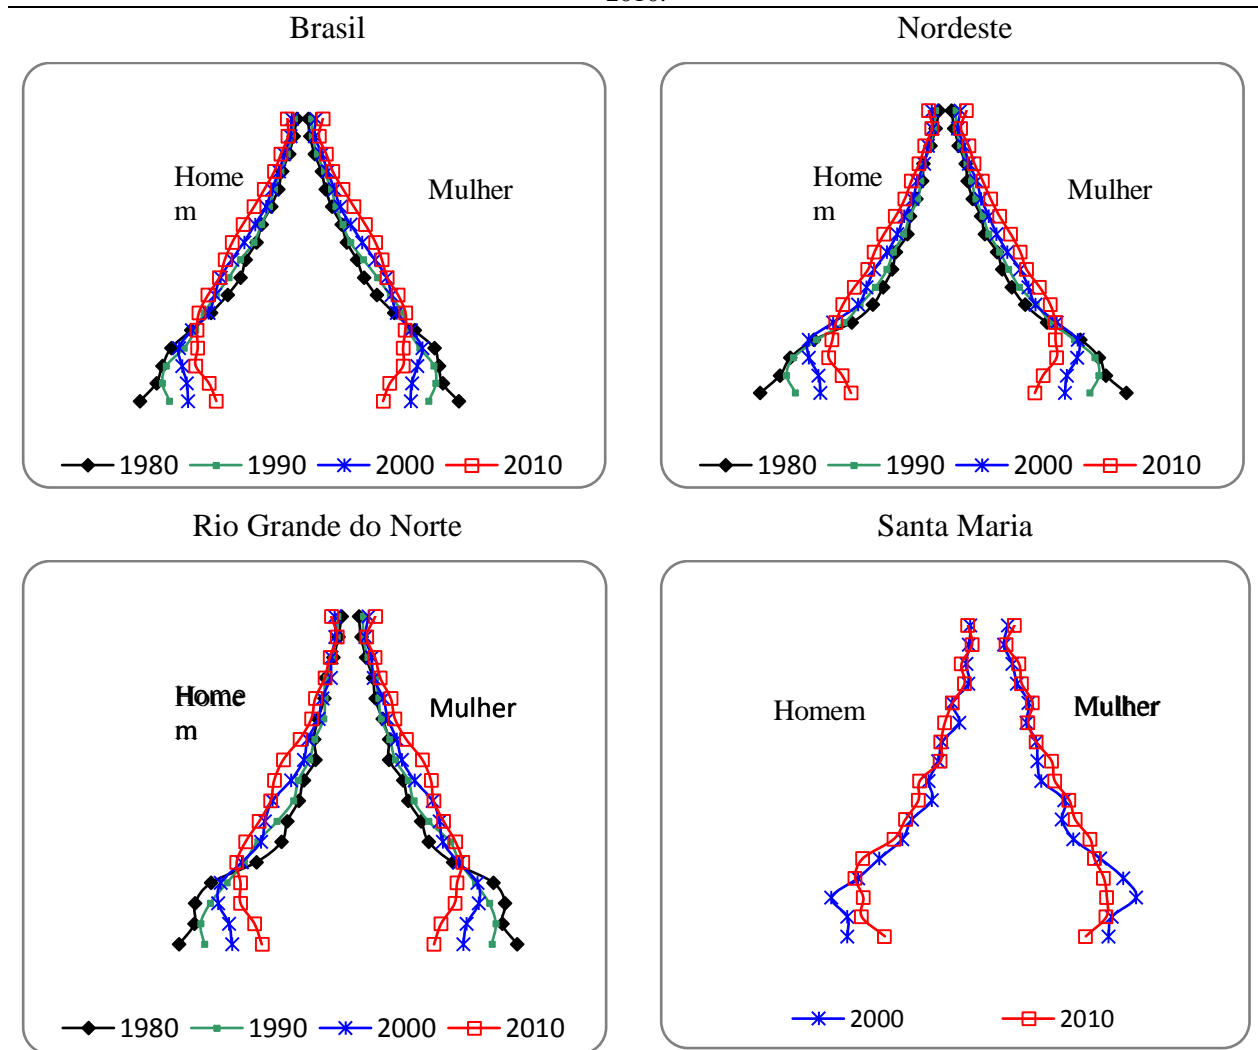 2010.
Brasil Nordeste
Home
m
Mulher
Home
m
Mulher
1980 1990 2000 2010
1980 1990 2000 2010
Rio Grande do Norte Santa Maria
Home
m
Mulher
Homem
Mulher
1980 1990 2000 2010
2000 2010